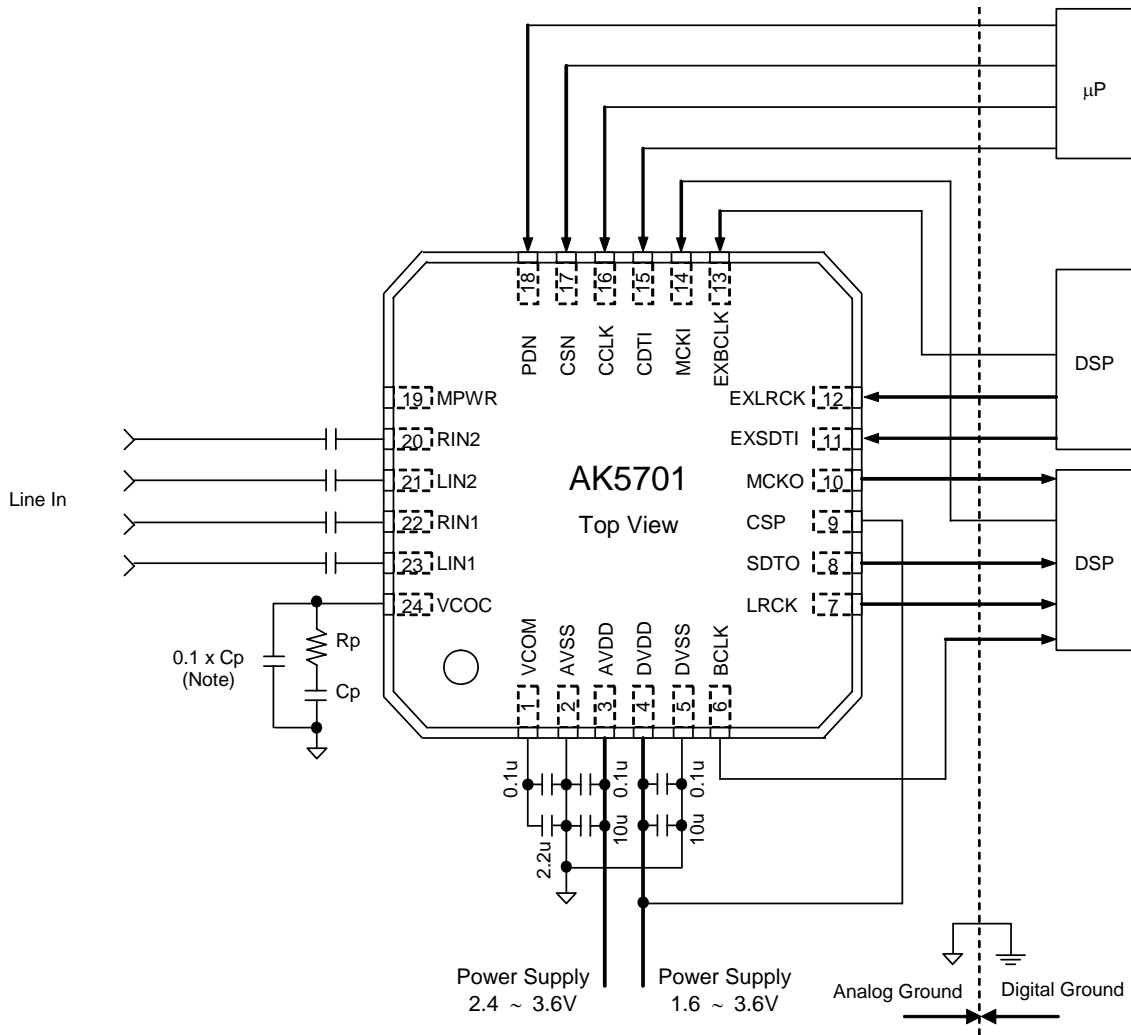 µP
18
17
16
15
14
13
PDN
CSN
CCLK
CDTI
MCKI
EXBCLK
DSP
19 MPWR
EXLRCK 12
20 RIN2
EXSDTI 11
Line In
21 LIN2
AK5701
MCKO 10
22 RIN1
Top View
CSP 9
23 LIN1
SDTO 8
DSP
24 VCOC
LRCK 7
0.1 x Cp
(Note)
Rp
Cp
VCOM
AVSS
AVDD
DVDD
DVSS
BCLK
1
2
3
4
5
6
0.1u
0.1u
0.1u
2.2u
10u
10u
Power Supply
2.4 ~ 3.6V
Power Supply
1.6 ~ 3.6V
Analog Ground
Digital Ground